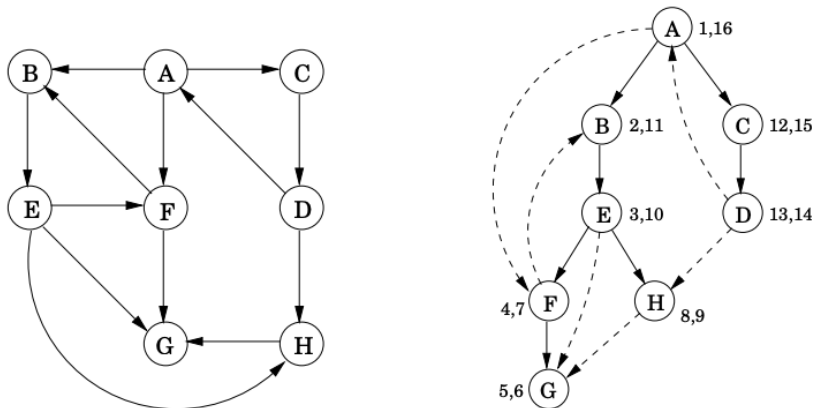 B A C
E F D
G H
A 1,16
B 2,11 C 12,15
E 3,10 D 13,14
4,7 F H 8,9
5,6 G